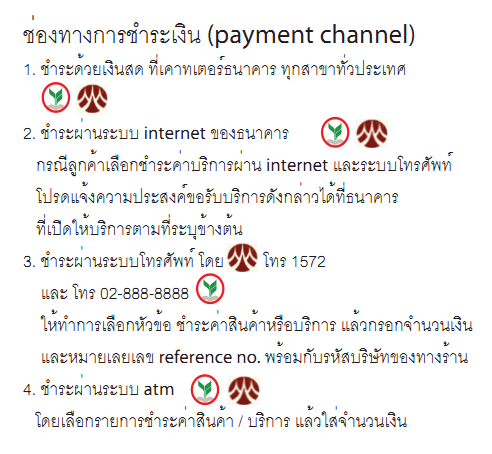 ช่องทางการชำระเงิน (payment channel)
1. ชำระด้วยเงินสด ที่เคาทเตอร์ธนาคาร ทุกสาขาทั่วประเทศ
2. ชำระผ่านระบบ internet ของธนาคาร
กรณีลูกค้าเลือกชำระค่าบริการผ่าน internet และระบบโทรศัพท์
โปรดแจ้งความประสงค์ขอรับบริการดังกล่าวได้ที่ธนาคาร
ที่เปิดให้บริการตามที่ระบุข้างต้น
3. ชำระผ่านระบบโทรศัพท์ โดย โทร 1572
และ โทร 02-888-8888
ให้ทำการเลือกหัวข้อ ชำระค่าสินค้าหรือบริการ แล้วกรอกจำนวนเงิน
และหมายเลยเลข reference no. พร้อมกับรหัสบริษัทของทางร้าน
4. ชำระผ่านระบบ atm
โดยเลือกรายการชำระค่าสินค้า / บริการ แล้วใส่จำนวนเงิน